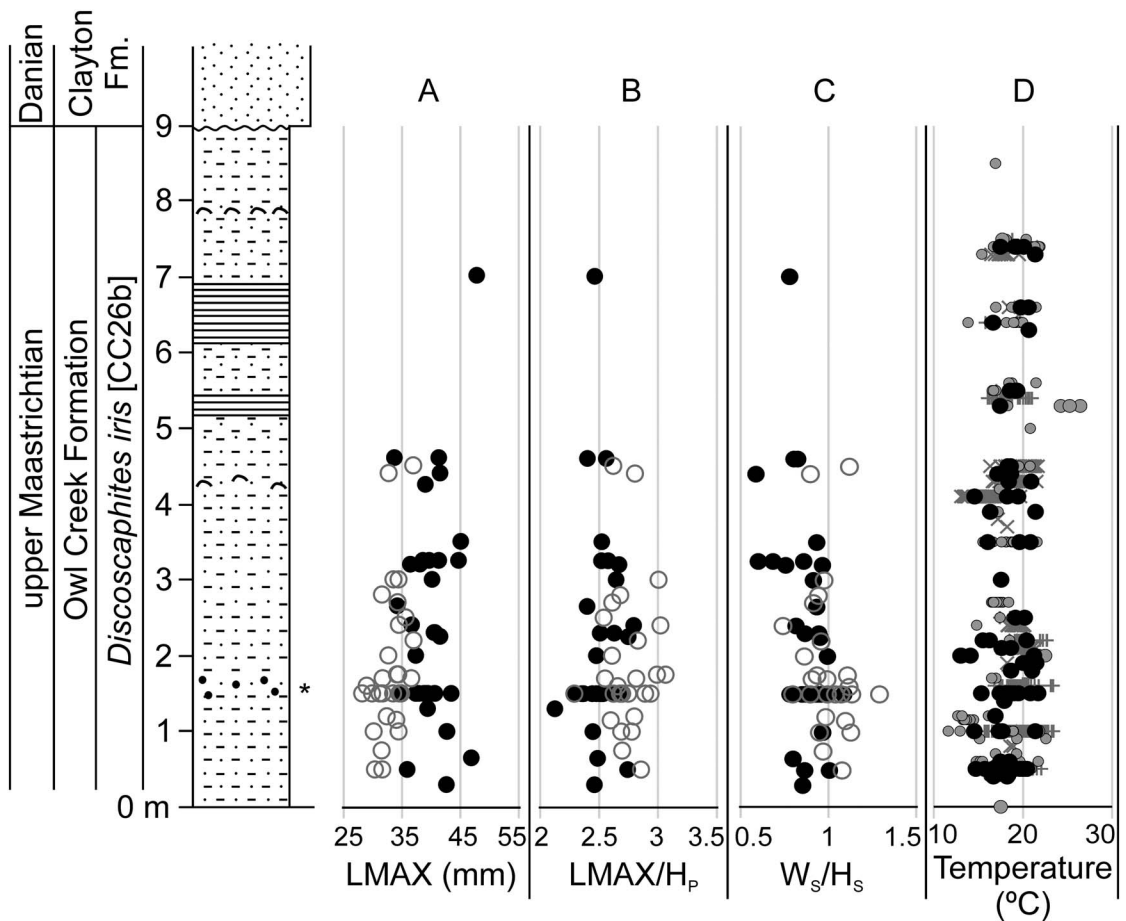 Danian
Clayton Fm.
upper Maastrichtian
Owl Creek Formation
Discoscaphites iris [CC26b]
A B C D
9
8
7
6
5
4
3
2
1
0 m
*
25 35 45 55
LMAX (mm)
2 2.5 3 3.5
LMAX/HP
0.5 1 1.5
WS/HS
10 20 30
Temperature
(ºC)